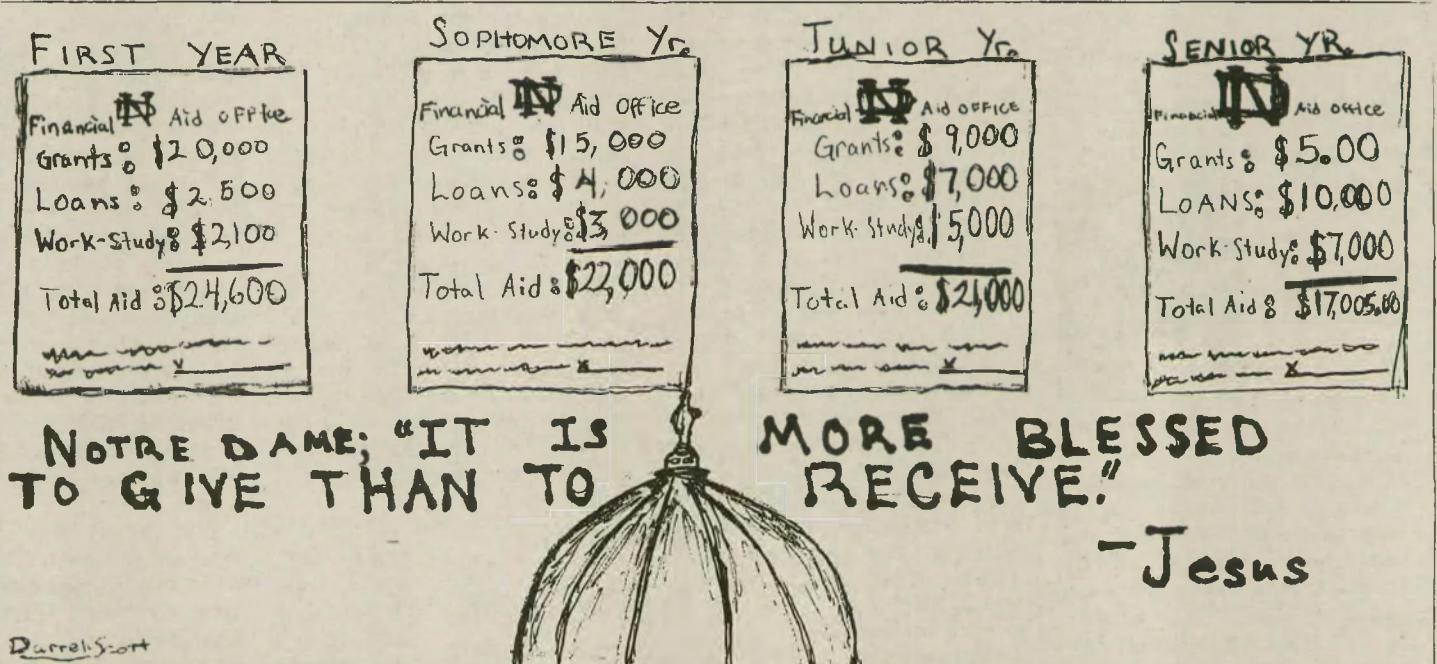 FIRST YEAR
Financial ND Aid OFFICE
Grants: $20,000
Loans: $2,500
Work-Study: $2,100
Total Aid: $24,600
x
SOPHOMORE Yr.
Financial ND Aid Office
Grants: $15,000
Loans: $4,000
Work-Study: $3,000
Total Aid: $22,000
x
JUNIOR Yr.
Financial ND Aid OFFICE
Grants: $9,000
Loans: $7,000
Work-Study: $5,000
Total Aid: $21,000
x
SENIOR YR.
Financial ND Aid office
Grants: $5.00
LOANS: $10,000
Work-Study: $7,000
Total Aid: $17,005.00
x
NOTRE DAME; "IT IS MORE BLESSED
TO GIVE THAN TO RECEIVE."
-Jesus
Darrel Scott